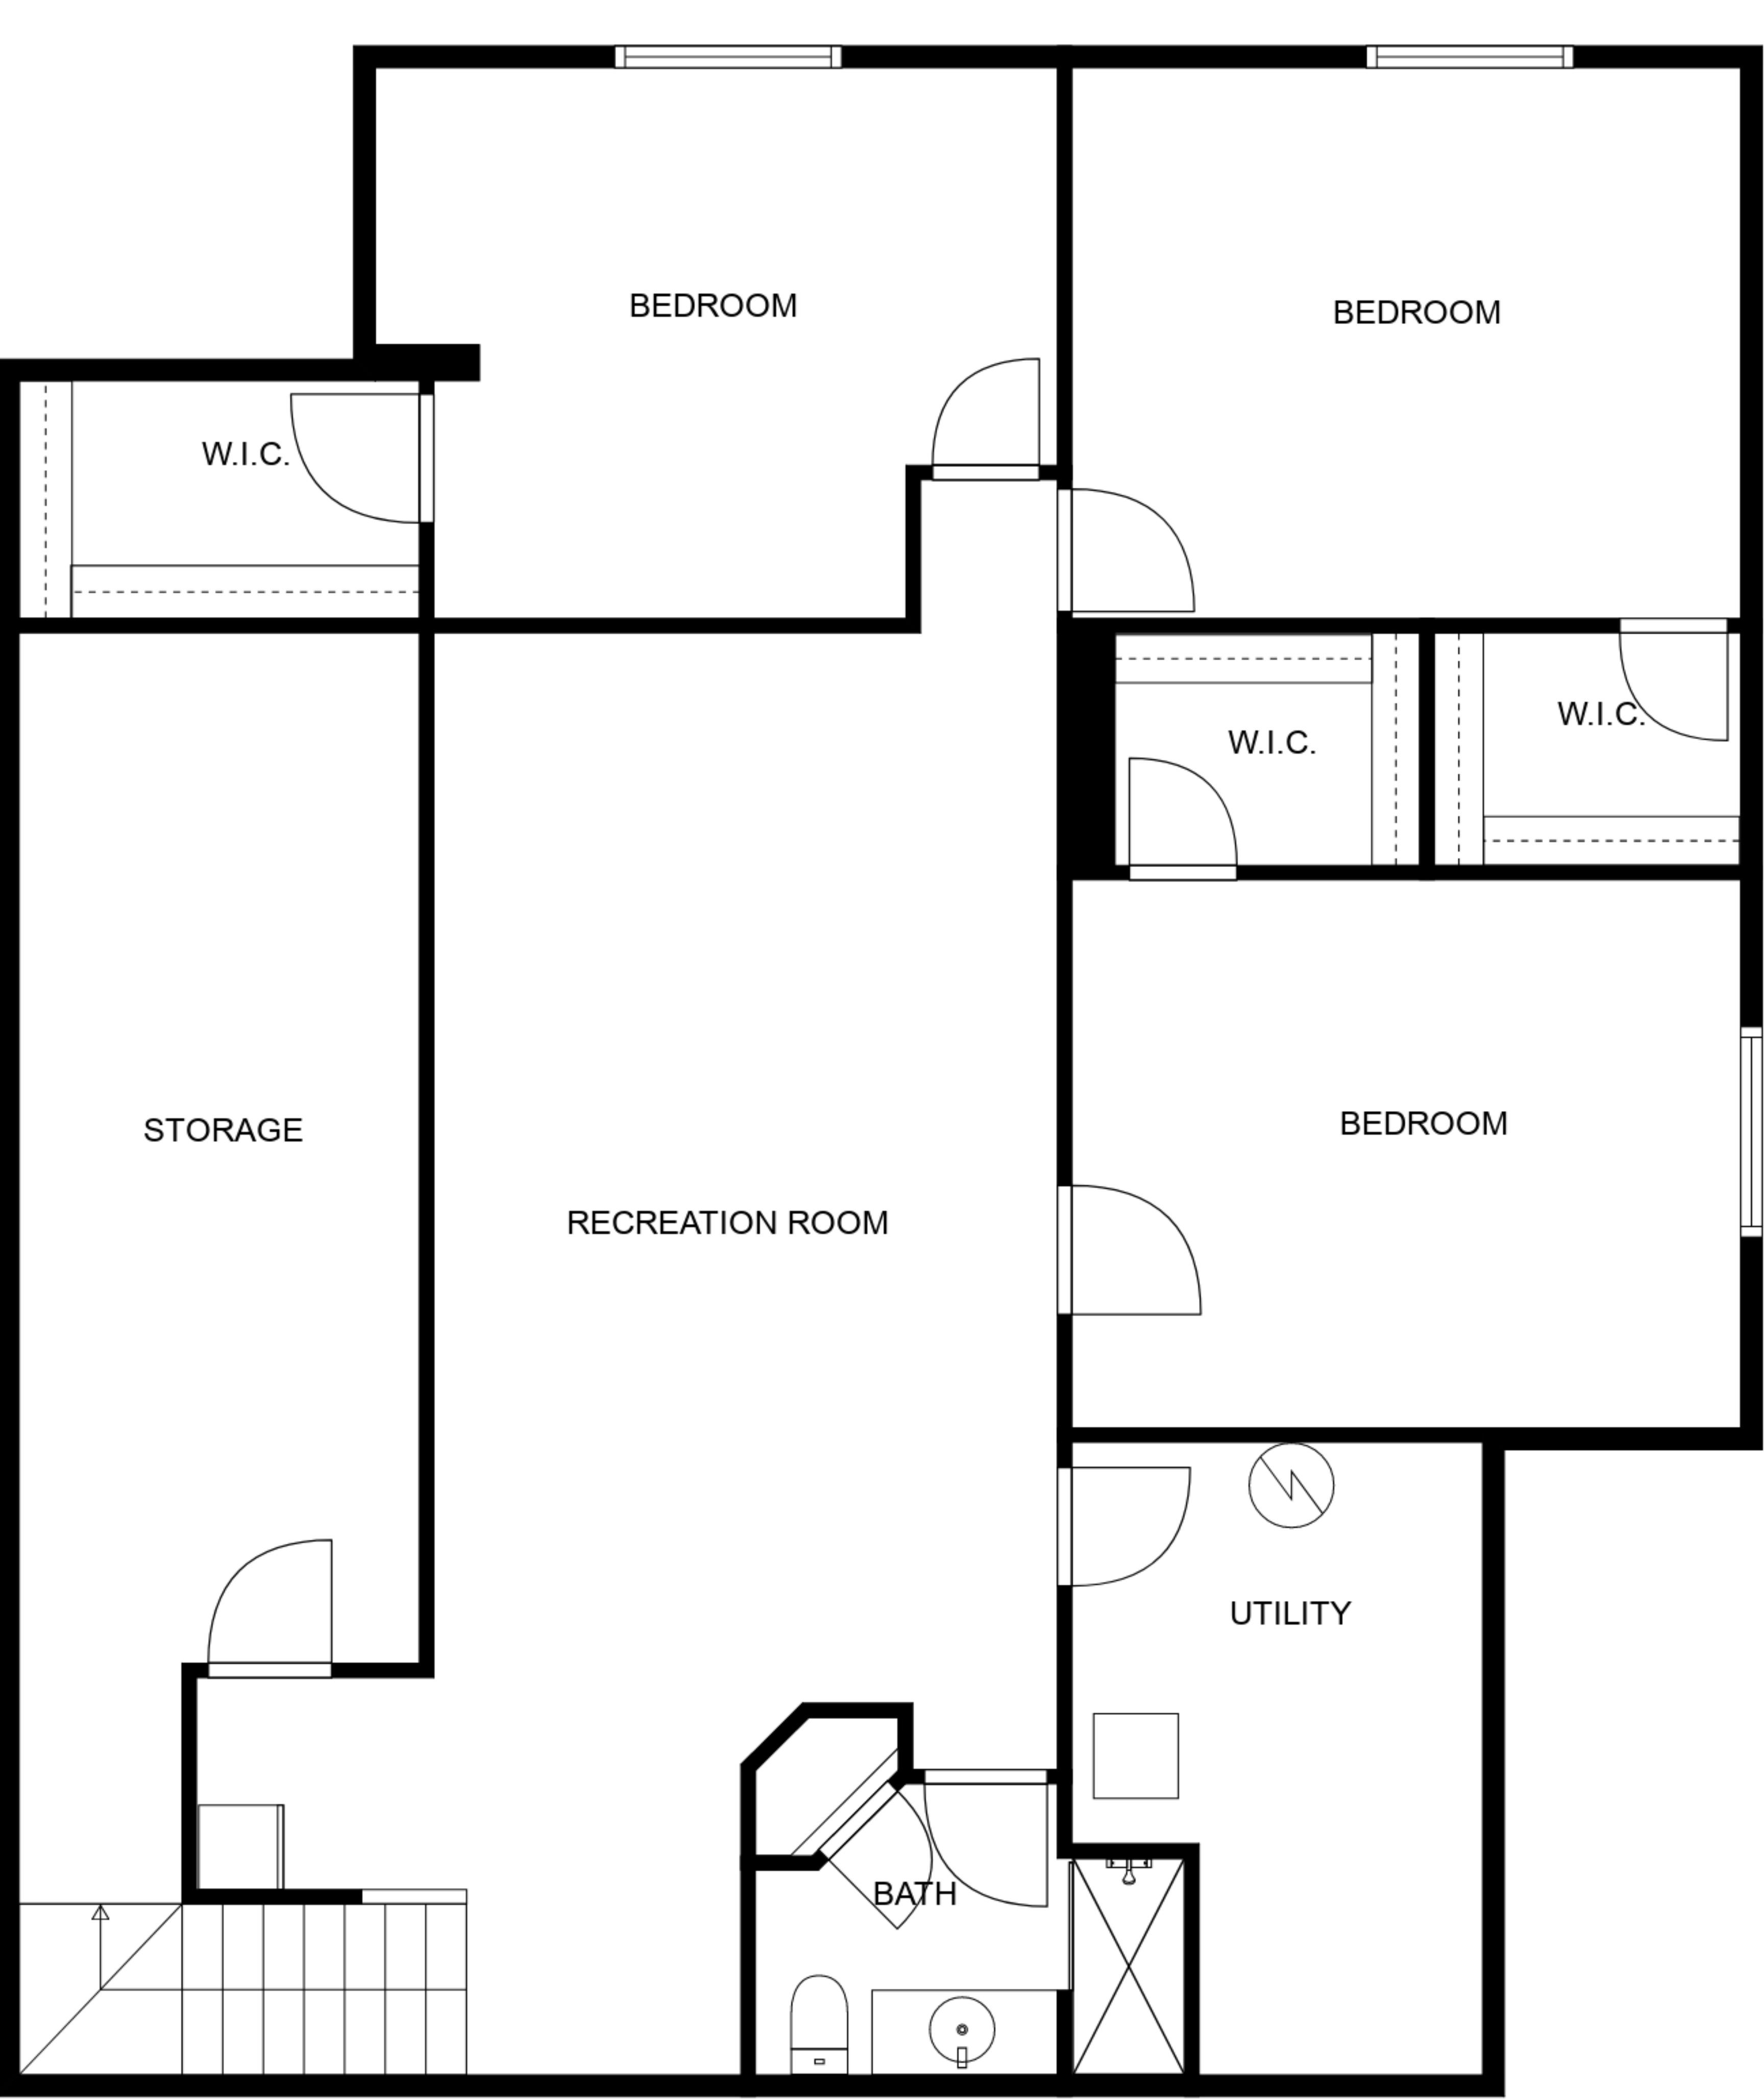 BEDROOM
BEDROOM
W.I.C.
W.I.C.
W.I.C.
STORAGE
BEDROOM
RECREATION ROOM
UTILITY
BATH